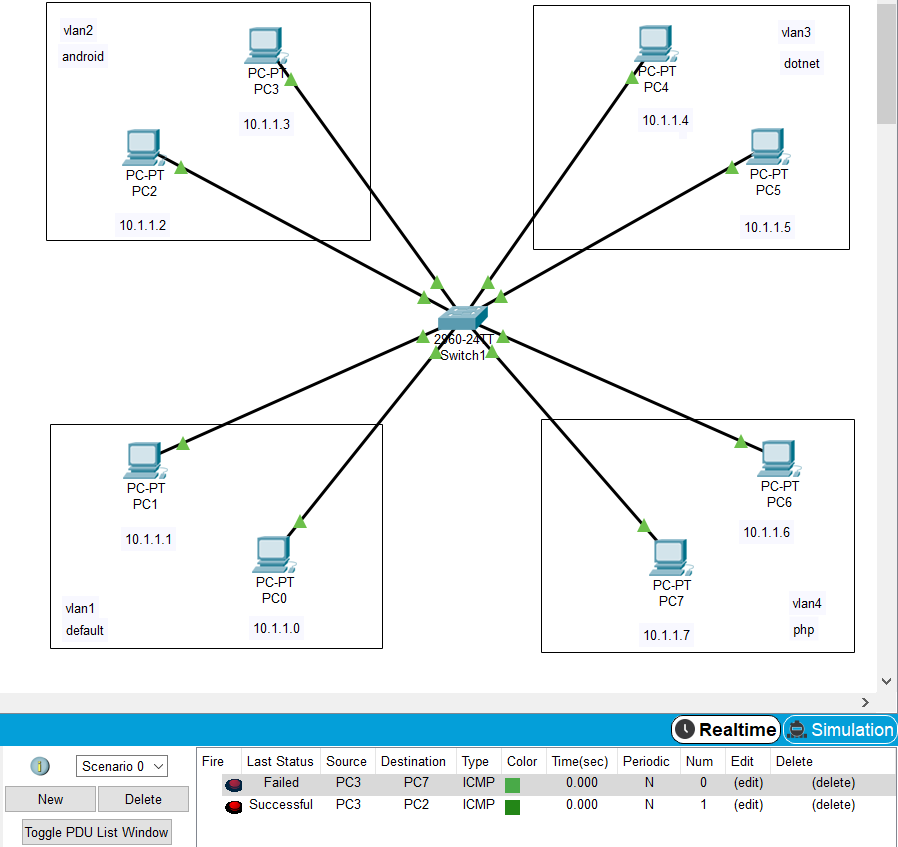 vlan2
android
PC-PT
PC3
10.1.1.3
PC-PT
PC2
10.1.1.2
vlan3
dotnet
PC-PT
PC4
10.1.1.4
PC-PT
PC5
10.1.1.5
2960-24TT
Switch1
PC-PT
PC1
10.1.1.1
PC-PT
PC0
10.1.1.0
vlan1
default
PC-PT
PC6
10.1.1.6
PC-PT
PC7
10.1.1.7
vlan4
php
Realtime Simulation
Scenario 0
New Delete
Toggle PDU List Window
Fire Last Status Source Destination Type Color Time(sec) Periodic Num Edit Delete
Failed PC3 PC7 ICMP 0.000 N 0 (edit) (delete)
Successful PC3 PC2 ICMP 0.000 N 1 (edit) (delete)